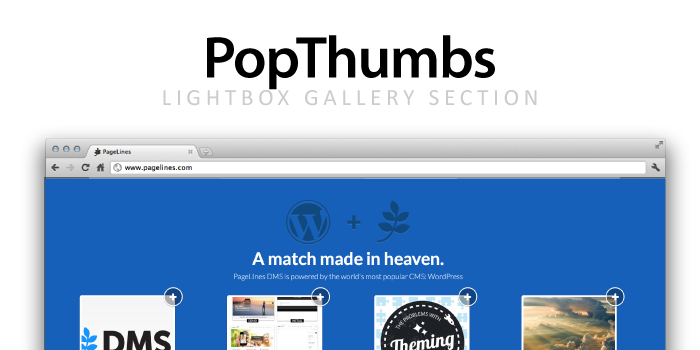 PopThumbs
LIGHTBOX GALLERY SECTION
PageLines
www.pagelines.com
W +
A match made in heaven.
PageLines DMS is powered by the world's most popular CMS: WordPress
DMS
THE PROBLEMS WITH
Theming